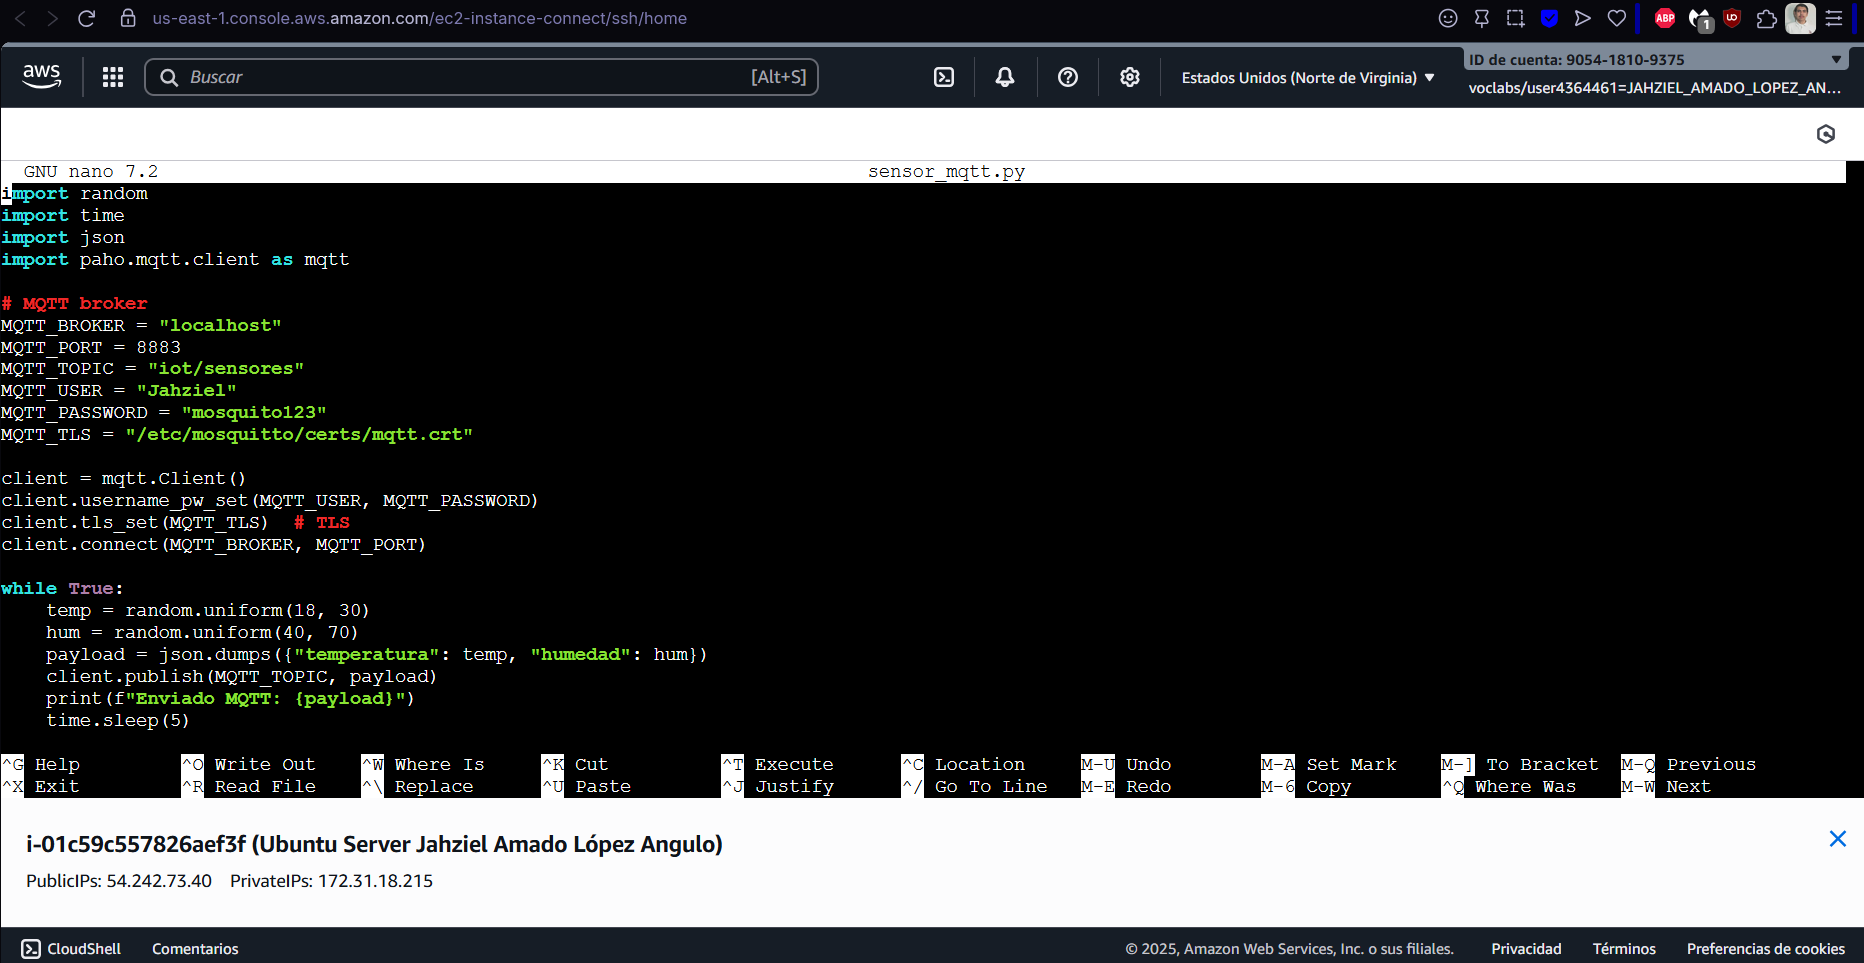 us-east-1.console.aws.amazon.com/ec2-instance-connect/ssh/home
ABP
1
UO
aws
Buscar
[Alt+S]
Estados Unidos (Norte de Virginia) ▼
ID de cuenta: 9054-1810-9375
voclabs/user4364461=JAHZIEL_AMADO_LOPEZ_AN...
GNU nano 7.2 sensor_mqtt.py
import random
import time
import json
import paho.mqtt.client as mqtt
# MQTT broker
MQTT_BROKER = "localhost"
MQTT_PORT = 8883
MQTT_TOPIC = "iot/sensores"
MQTT_USER = "Jahziel"
MQTT_PASSWORD = "mosquito123"
MQTT_TLS = "/etc/mosquitto/certs/mqtt.crt"
client = mqtt.Client()
client.username_pw_set(MQTT_USER, MQTT_PASSWORD)
client.tls_set(MQTT_TLS)  # TLS
client.connect(MQTT_BROKER, MQTT_PORT)
while True:
    temp = random.uniform(18, 30)
    hum = random.uniform(40, 70)
    payload = json.dumps({"temperatura": temp, "humedad": hum})
    client.publish(MQTT_TOPIC, payload)
    print(f"Enviado MQTT: {payload}")
    time.sleep(5)
^G Help ^O Write Out ^W Where Is ^K Cut ^T Execute ^C Location M-U Undo M-A Set Mark M-] To Bracket M-Q Previous
^X Exit ^R Read File ^\ Replace ^U Paste ^J Justify ^/ Go To Line M-E Redo M-6 Copy ^Q Where Was M-W Next
i-01c59c557826aef3f (Ubuntu Server Jahziel Amado López Angulo)
PublicIPs: 54.242.73.40 PrivateIPs: 172.31.18.215
CloudShell Comentarios © 2025, Amazon Web Services, Inc. o sus filiales. Privacidad Términos Preferencias de cookies